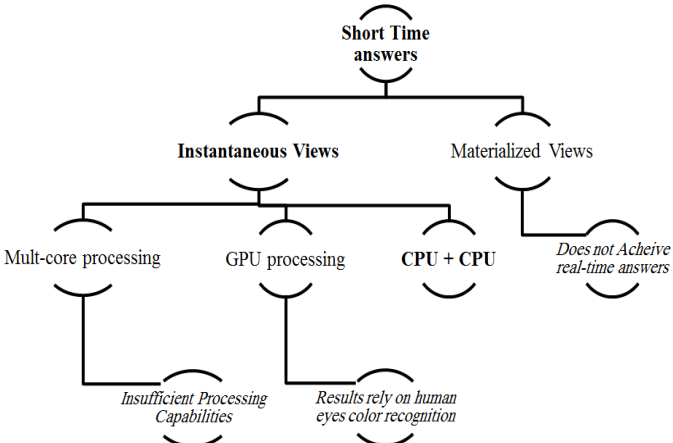 Short Time
answers
Instantaneous Views
Materialized Views
Mult-core processing
GPU processing
CPU + CPU
Does not Acheive
real-time answers
Insufficient Processing
Capabilities
Results rely on human
eyes color recognition